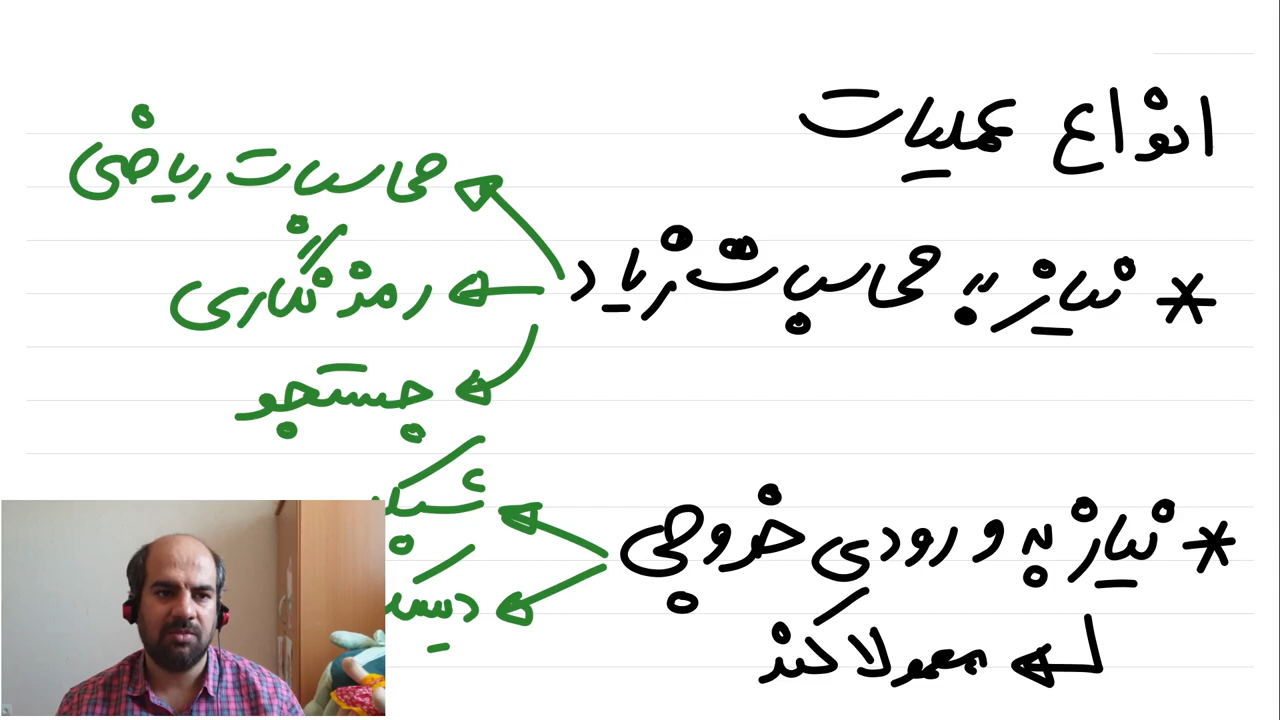 انواع عملیات
* نیاز به محاسبات زیاد
محاسبات ریاضی
رمزنگاری
جستجو
* نیاز به ورودی خروجی
معمولا کند